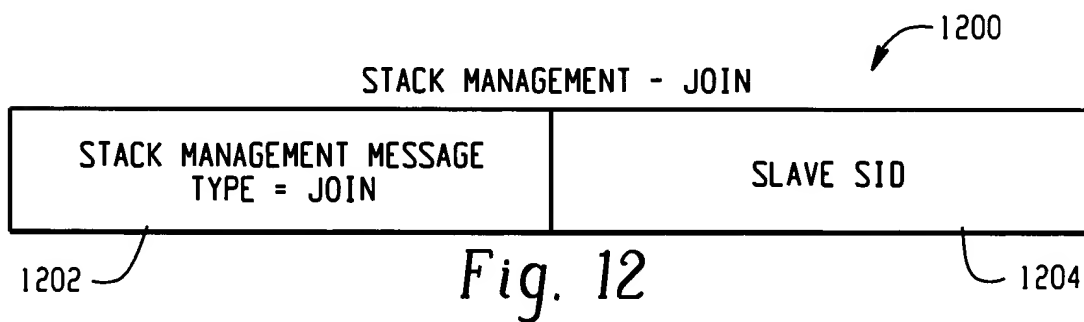 1200
STACK MANAGEMENT - JOIN
STACK MANAGEMENT MESSAGE
TYPE = JOIN
SLAVE SID
1202
1204
Fig. 12